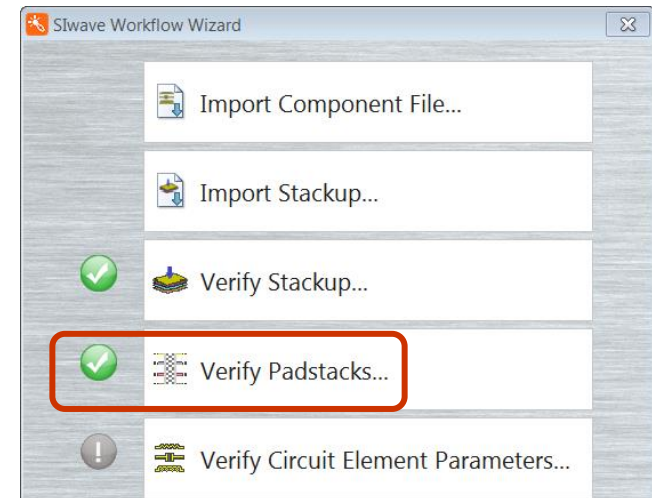 SIwave Workflow Wizard
Import Component File...
Import Stackup...
Verify Stackup...
Verify Padstacks...
Verify Circuit Element Parameters...